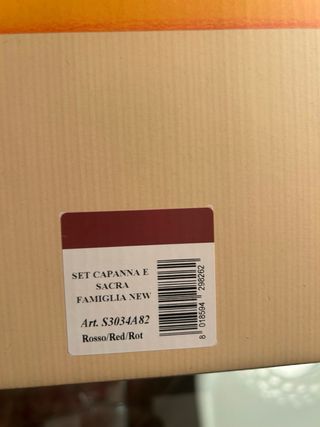 SET CAPANNA E
SACRA
FAMIGLIA NEW
Art. S3034A82
Rosso/Red/Rot
8 018594 298262